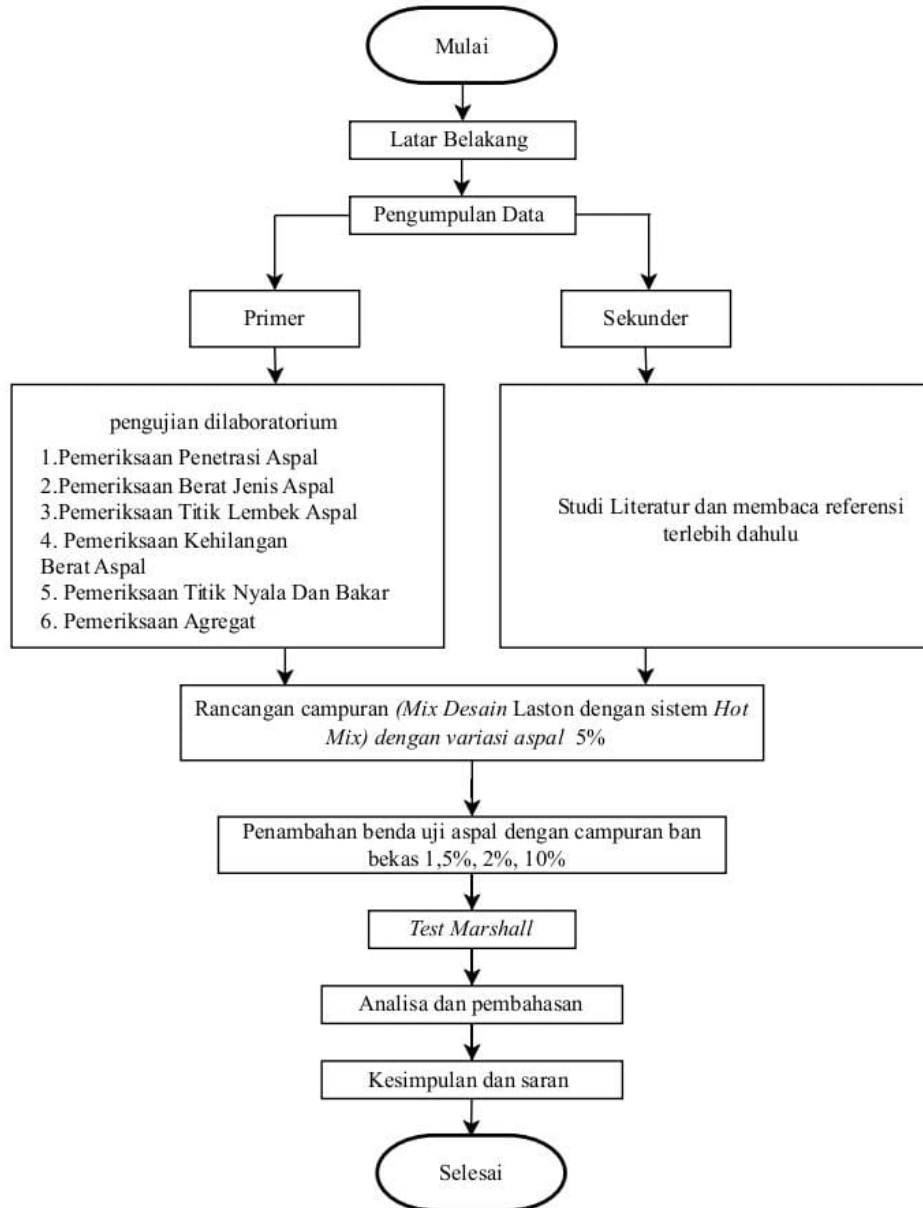 Mulai
Latar Belakang
Pengumpulan Data
Primer
Sekunder
pengujian dilaboratorium
1.Pemeriksaan Penetrasi Aspal
2.Pemeriksaan Berat Jenis Aspal
3.Pemeriksaan Titik Lembek Aspal
4. Pemeriksaan Kehilangan
Berat Aspal
5. Pemeriksaan Titik Nyala Dan Bakar
6. Pemeriksaan Agregat
Studi Literatur dan membaca referensi
terlebih dahulu
Rancangan campuran (Mix Desain Laston dengan sistem Hot
Mix) dengan variasi aspal 5%
Penambahan benda uji aspal dengan campuran ban
bekas 1,5%, 2%, 10%
Test Marshall
Analisa dan pembahasan
Kesimpulan dan saran
Selesai